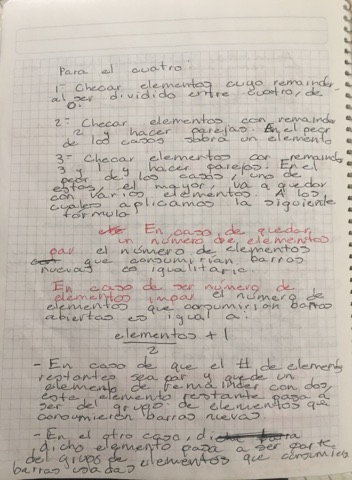 Para el cuatro:
1- Checar elementos cuyo remainder
al ser dividido entre cuatro, de
0.
2- Checar elementos con remainder
2 y hacer parejas. En el peor
de los casos sobra un elemento
3- Checar elementos con remainder
3 y 1 y hacer parejas. En el
peor de los casos, uno de
estos, el mayor, va a quedar
con varios elementos. A los
cuales aplicamos la siguiente
formula
En caso de quedar
un número de elementos
par el número de elementos
que consumirían barras
nuevas es igualitario.
En caso de ser número de
elementos impar el número de
elementos que consumirían barras
abiertas es igual a:
elementos + 1
2
- En caso de que el # de elementos
restantes sea par y quede un
elemento de remainder con dos,
este elemento restante pasa a
ser del grupo de elementos que
consumieron barras nuevas
- En el otro caso,
dicho elemento pasa a ser parte
del grupo de elementos que consumieron
barras usadas